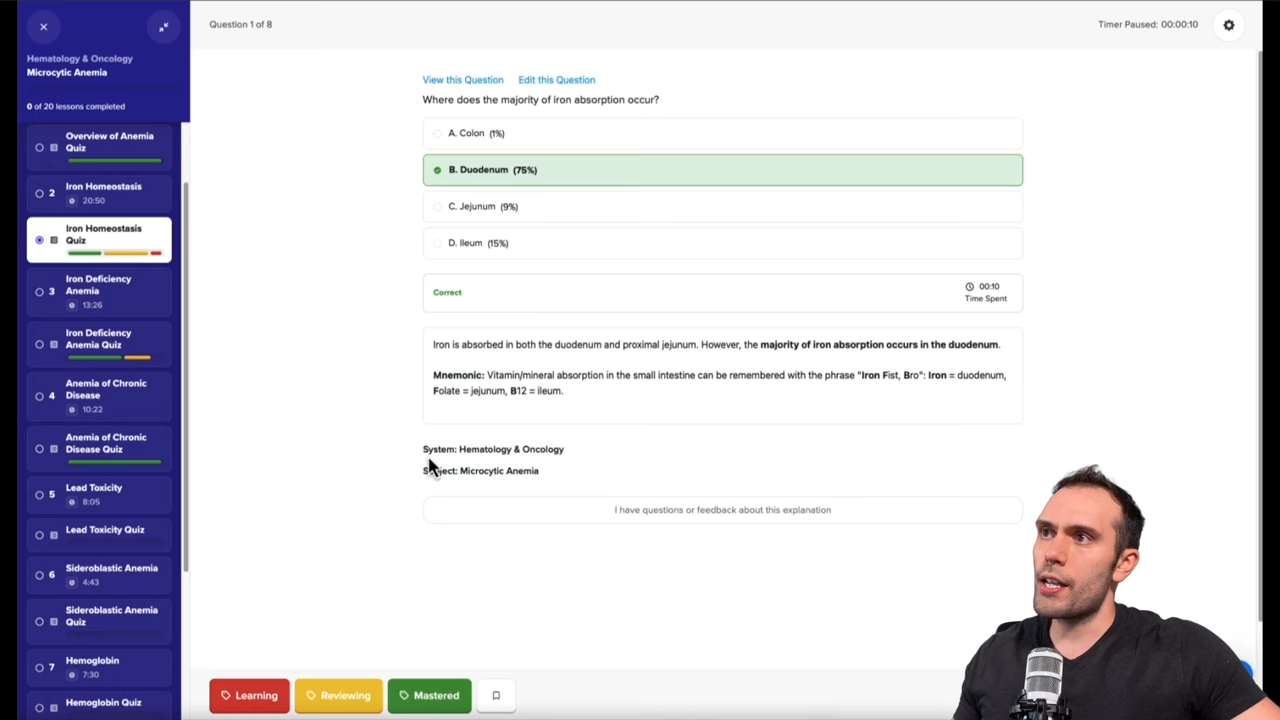 Hematology & Oncology
Microcytic Anemia
0 of 20 lessons completed
Overview of Anemia
Quiz
2 Iron Homeostasis
20:50
Iron Homeostasis
Quiz
3 Iron Deficiency
Anemia
13:26
Iron Deficiency
Anemia Quiz
4 Anemia of Chronic
Disease
10:22
Anemia of Chronic
Disease Quiz
5 Lead Toxicity
8:05
Lead Toxicity Quiz
6 Sideroblastic Anemia
4:43
Sideroblastic Anemia
Quiz
7 Hemoglobin
7:30
Hemoglobin Quiz
Question 1 of 8
Timer Paused: 00:00:10
View this Question Edit this Question
Where does the majority of iron absorption occur?
A. Colon (1%)
B. Duodenum (75%)
C. Jejunum (9%)
D. Ileum (15%)
Correct
00:10
Time Spent
Iron is absorbed in both the duodenum and proximal jejunum. However, the majority of iron absorption occurs in the duodenum.
Mnemonic: Vitamin/mineral absorption in the small intestine can be remembered with the phrase "Iron Fist, Bro": Iron = duodenum,
Folate = jejunum, B12 = ileum.
System: Hematology & Oncology
Microcytic Anemia
I have questions or feedback about this explanation
Learning
Reviewing
Mastered